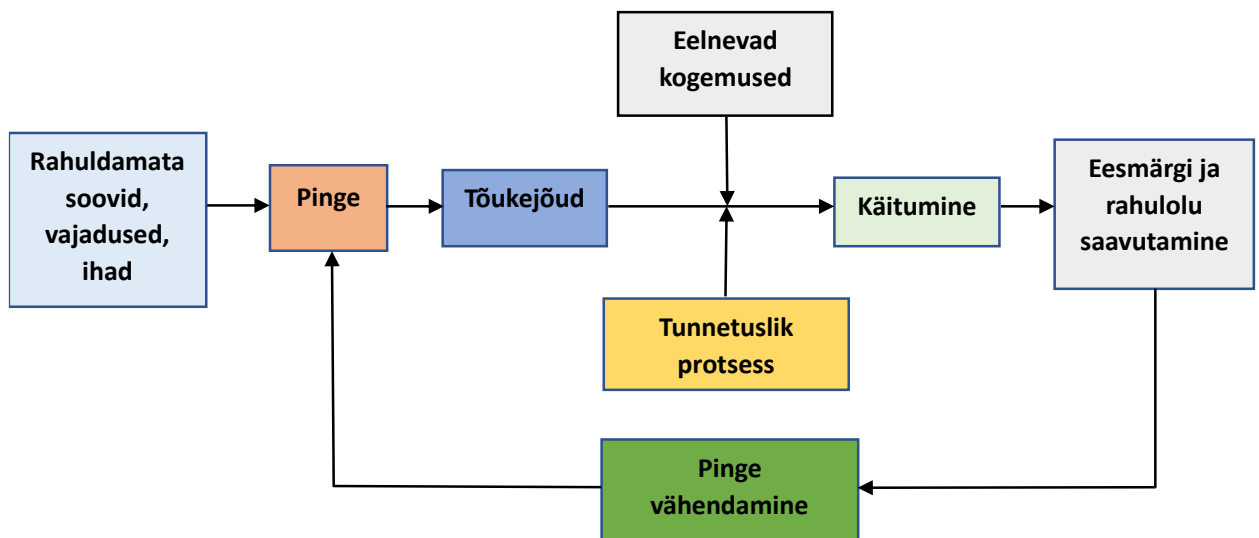 Eelnevad
kogemused
Rahuldamata
soovid,
vajadused,
ihad
Pinge
Tõukejõud
Käitumine
Eesmärgi ja
rahulolu
saavutamine
Tunnetuslik
protsess
Pinge
vähendamine